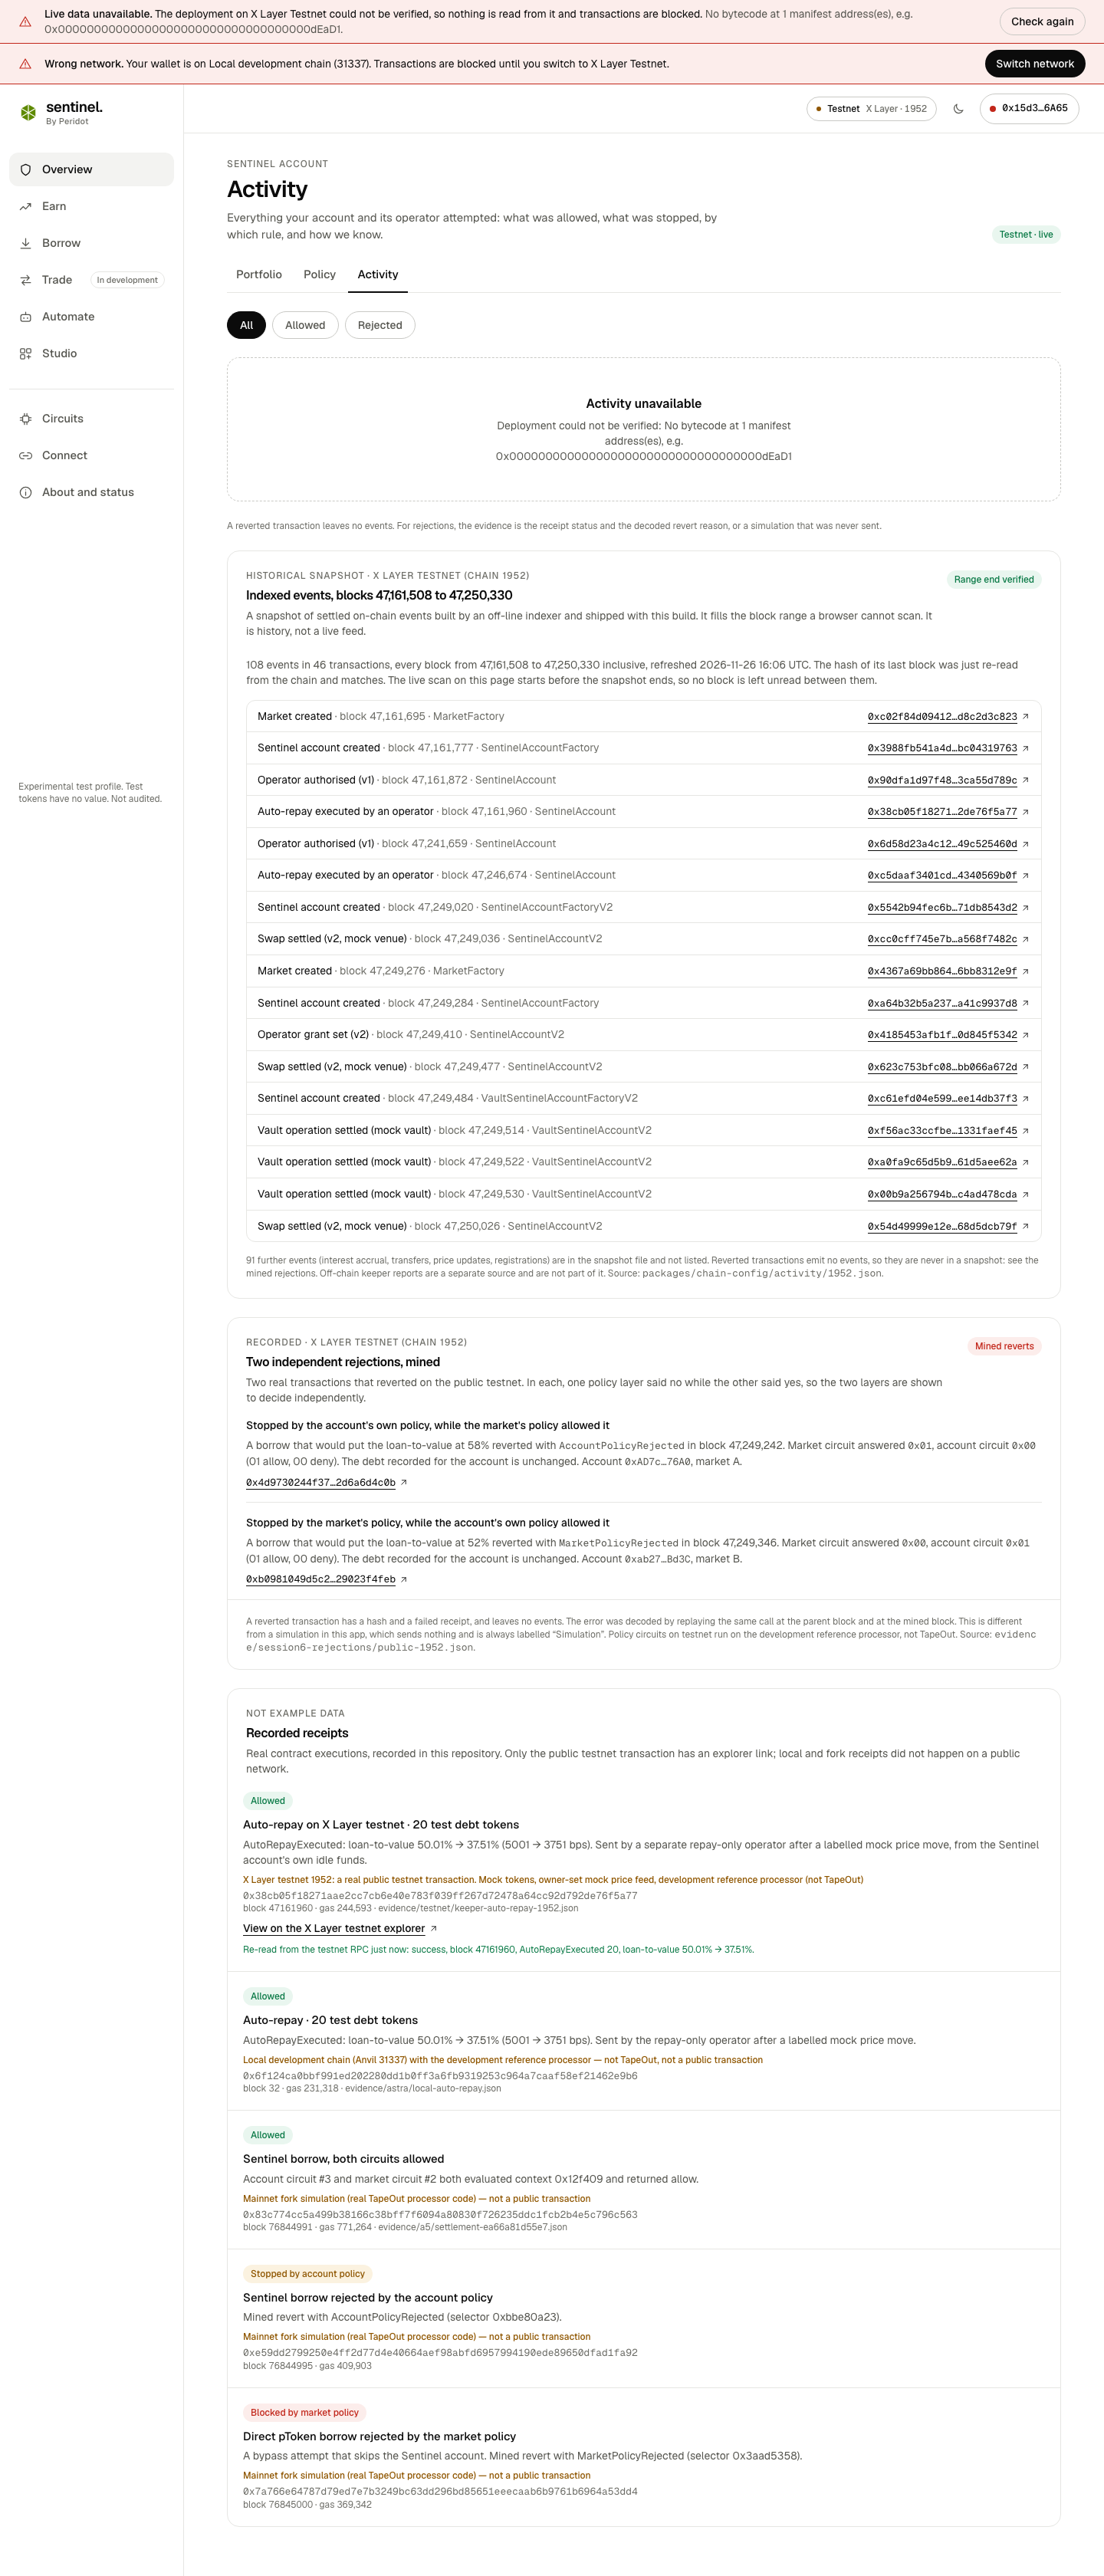 Live data unavailable. The deployment on X Layer Testnet could not be verified, so nothing is read from it and transactions are blocked. No bytecode at 1 manifest address(es), e.g.
0x000000000000000000000000000000000000dEaD1.
Check again
Wrong network. Your wallet is on Local development chain (31337). Transactions are blocked until you switch to X Layer Testnet.
Switch network
sentinel.
By Peridot
Testnet X Layer · 1952
0x15d3…6A65
Overview
Earn
Borrow
Trade
In development
Automate
Studio
Circuits
Connect
About and status
Experimental test profile. Test
tokens have no value. Not audited.
SENTINEL ACCOUNT
Activity
Everything your account and its operator attempted: what was allowed, what was stopped, by
which rule, and how we know.
Testnet · live
Portfolio
Policy
Activity
All
Allowed
Rejected
Activity unavailable
Deployment could not be verified: No bytecode at 1 manifest
address(es), e.g.
0x000000000000000000000000000000000000dEaD1
A reverted transaction leaves no events. For rejections, the evidence is the receipt status and the decoded revert reason, or a simulation that was never sent.
HISTORICAL SNAPSHOT · X LAYER TESTNET (CHAIN 1952)
Range end verified
Indexed events, blocks 47,161,508 to 47,250,330
A snapshot of settled on-chain events built by an off-line indexer and shipped with this build. It fills the block range a browser cannot scan. It
is history, not a live feed.
108 events in 46 transactions, every block from 47,161,508 to 47,250,330 inclusive, refreshed 2026-11-26 16:06 UTC. The hash of its last block was just re-read
from the chain and matches. The live scan on this page starts before the snapshot ends, so no block is left unread between them.
Market created · block 47,161,695 · MarketFactory 0xc02f84d09412…d8c2d3c823
Sentinel account created · block 47,161,777 · SentinelAccountFactory 0x3988fb541a4d…bc04319763
Operator authorised (v1) · block 47,161,872 · SentinelAccount 0x90dfa1d97f48…3ca55d789c
Auto-repay executed by an operator · block 47,161,960 · SentinelAccount 0x38cb05f18271…2de76f5a77
Operator authorised (v1) · block 47,241,659 · SentinelAccount 0x6d58d23a4c12…49c525460d
Auto-repay executed by an operator · block 47,246,674 · SentinelAccount 0xc5daaf3401cd…4340569b0f
Sentinel account created · block 47,249,020 · SentinelAccountFactoryV2 0x5542b94fec6b…71db8543d2
Swap settled (v2, mock venue) · block 47,249,036 · SentinelAccountV2 0xcc0cff745e7b…a568f7482c
Market created · block 47,249,276 · MarketFactory 0x4367a69bb864…6bb8312e9f
Sentinel account created · block 47,249,284 · SentinelAccountFactory 0xa64b32b5a237…a41c9937d8
Operator grant set (v2) · block 47,249,410 · SentinelAccountV2 0x4185453afb1f…0d845f5342
Swap settled (v2, mock venue) · block 47,249,477 · SentinelAccountV2 0x623c753bfc08…bb066a672d
Sentinel account created · block 47,249,484 · VaultSentinelAccountFactoryV2 0xc61efd04e599…ee14db37f3
Vault operation settled (mock vault) · block 47,249,514 · VaultSentinelAccountV2 0xf56ac33ccfbe…1331faef45
Vault operation settled (mock vault) · block 47,249,522 · VaultSentinelAccountV2 0xa0fa9c65d5b9…61d5aee62a
Vault operation settled (mock vault) · block 47,249,530 · VaultSentinelAccountV2 0x00b9a256794b…c4ad478cda
Swap settled (v2, mock venue) · block 47,250,026 · SentinelAccountV2 0x54d49999e12e…68d5dcb79f
91 further events (interest accrual, transfers, price updates, registrations) are in the snapshot file and not listed. Reverted transactions emit no events, so they are never in a snapshot: see the
mined rejections. Off-chain keeper reports are a separate source and are not part of it. Source: packages/chain-config/activity/1952.json.
RECORDED · X LAYER TESTNET (CHAIN 1952)
Mined reverts
Two independent rejections, mined
Two real transactions that reverted on the public testnet. In each, one policy layer said no while the other said yes, so the two layers are shown
to decide independently.
Stopped by the account's own policy, while the market's policy allowed it
A borrow that would put the loan-to-value at 58% reverted with AccountPolicyRejected in block 47,249,242. Market circuit answered 0x01, account circuit 0x00
(01 allow, 00 deny). The debt recorded for the account is unchanged. Account 0xAD7c…76A0, market A.
0x4d9730244f37…2d6a6d4c0b
Stopped by the market's policy, while the account's own policy allowed it
A borrow that would put the loan-to-value at 52% reverted with MarketPolicyRejected in block 47,249,346. Market circuit answered 0x00, account circuit 0x01
(01 allow, 00 deny). The debt recorded for the account is unchanged. Account 0xab27…Bd3C, market B.
0xb0981049d5c2…29023f4feb
A reverted transaction has a hash and a failed receipt, and leaves no events. The error was decoded by replaying the same call at the parent block and at the mined block. This is different
from a simulation in this app, which sends nothing and is always labelled “Simulation”. Policy circuits on testnet run on the development reference processor, not TapeOut. Source: evidenc
e/session6-rejections/public-1952.json.
NOT EXAMPLE DATA
Recorded receipts
Real contract executions, recorded in this repository. Only the public testnet transaction has an explorer link; local and fork receipts did not happen on a public
network.
Allowed
Auto-repay on X Layer testnet · 20 test debt tokens
AutoRepayExecuted: loan-to-value 50.01% → 37.51% (5001 → 3751 bps). Sent by a separate repay-only operator after a labelled mock price move, from the Sentinel
account's own idle funds.
X Layer testnet 1952: a real public testnet transaction. Mock tokens, owner-set mock price feed, development reference processor (not TapeOut)
0x38cb05f18271aae2cc7cb6e40e783f039ff267d72478a64cc92d792de76f5a77
block 47161960 · gas 244,593 · evidence/testnet/keeper-auto-repay-1952.json
View on the X Layer testnet explorer
Re-read from the testnet RPC just now: success, block 47161960, AutoRepayExecuted 20, loan-to-value 50.01% → 37.51%.
Allowed
Auto-repay · 20 test debt tokens
AutoRepayExecuted: loan-to-value 50.01% → 37.51% (5001 → 3751 bps). Sent by the repay-only operator after a labelled mock price move.
Local development chain (Anvil 31337) with the development reference processor — not TapeOut, not a public transaction
0x6f124ca0bbf991ed202280dd1b0ff3a6fb9319253c964a7caaf58ef21462e9b6
block 32 · gas 231,318 · evidence/astra/local-auto-repay.json
Allowed
Sentinel borrow, both circuits allowed
Account circuit #3 and market circuit #2 both evaluated context 0x12f409 and returned allow.
Mainnet fork simulation (real TapeOut processor code) — not a public transaction
0x83c774cc5a499b38166c38bff7f6094a80830f726235ddc1fcb2b4e5c796c563
block 76844991 · gas 771,264 · evidence/a5/settlement-ea66a81d55e7.json
Stopped by account policy
Sentinel borrow rejected by the account policy
Mined revert with AccountPolicyRejected (selector 0xbbe80a23).
Mainnet fork simulation (real TapeOut processor code) — not a public transaction
0xe59dd2799250e4ff2d77d4e40664aef98abfd6957994190ede89650dfad1fa92
block 76844995 · gas 409,903
Blocked by market policy
Direct pToken borrow rejected by the market policy
A bypass attempt that skips the Sentinel account. Mined revert with MarketPolicyRejected (selector 0x3aad5358).
Mainnet fork simulation (real TapeOut processor code) — not a public transaction
0x7a766e64787d79ed7e7b3249bc63dd296bd85651eeecaab6b9761b6964a53dd4
block 76845000 · gas 369,342